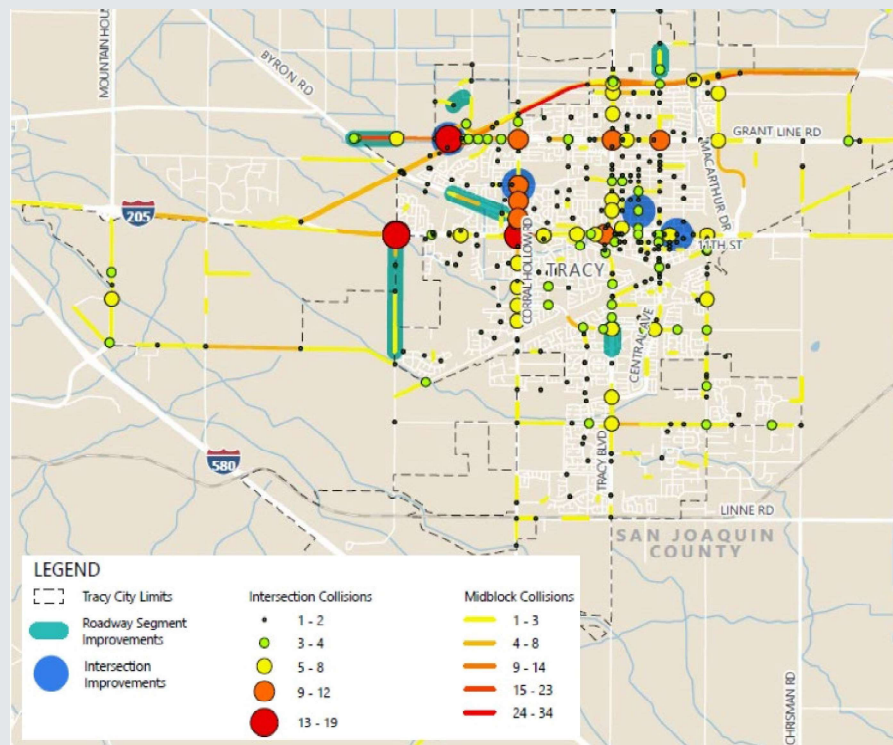 MOUNTAIN HOUS
BYRON RD
GRANT LINE RD
MACARTHUR DR
205
CORRAL HOLLOW RD
11TH ST
TRACY
CENTRAL AVE
580
TRACY BLVD
LINNE RD
SAN JOAQUIN
COUNTY
CHRISMAN RD
LEGEND
Tracy City Limits
Roadway Segment
Improvements
Intersection
Improvements
Intersection Collisions
1 - 2
3 - 4
5 - 8
9 - 12
13 - 19
Midblock Collisions
1 - 3
4 - 8
9 - 14
15 - 23
24 - 34